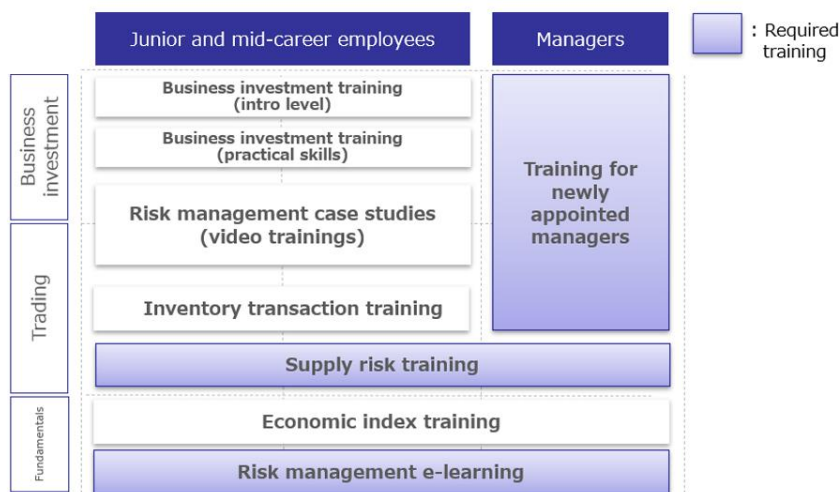 Junior and mid-career employees
Managers
: Required
training
Business
investment
Business investment training
(intro level)
Business investment training
(practical skills)
Training for
newly
appointed
managers
Risk management case studies
(video trainings)
Trading
Inventory transaction training
Supply risk training
Fundamentals
Economic index training
Risk management e-learning